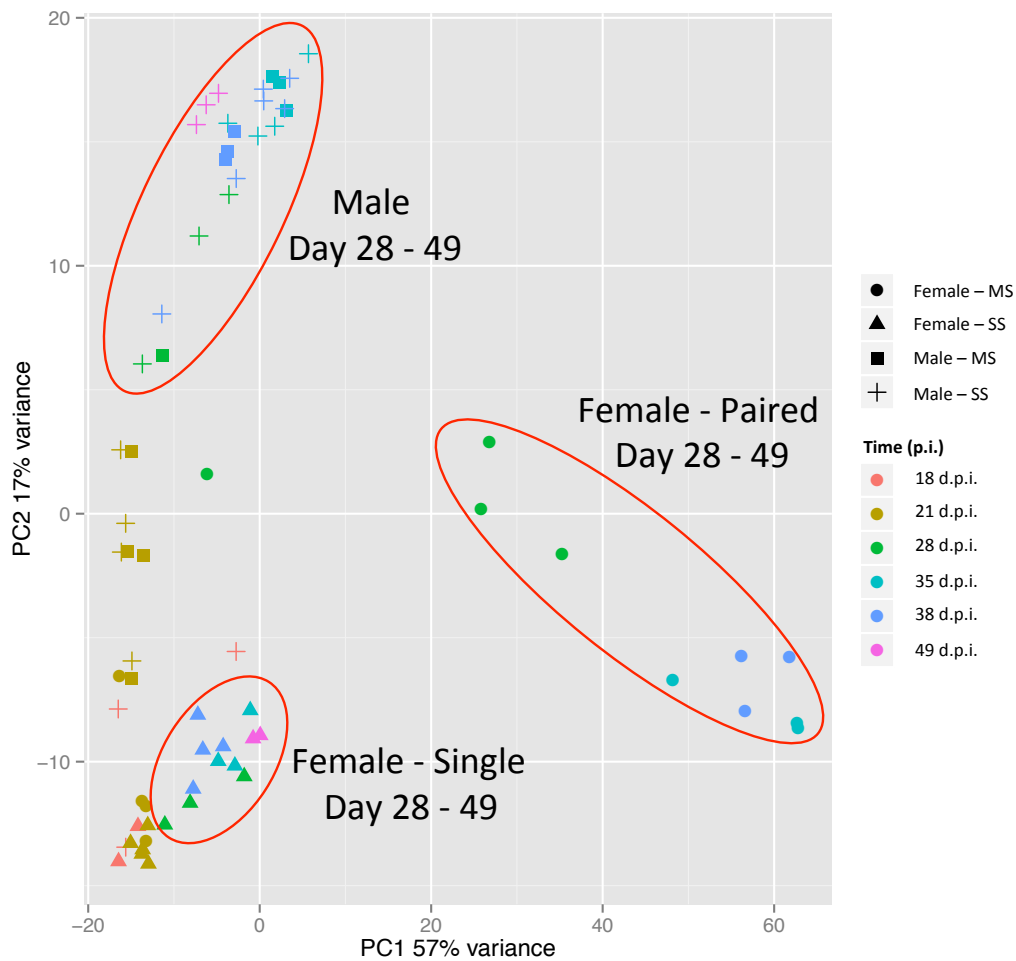 20
10
0
−10
−20
0
20
40
60
PC2 17% variance
PC1 57% variance
Male
Day 28 - 49
Female - Paired
Day 28 - 49
Female - Single
Day 28 - 49
Female – MS
Female – SS
Male – MS
Male – SS
Time (p.i.)
18 d.p.i.
21 d.p.i.
28 d.p.i.
35 d.p.i.
38 d.p.i.
49 d.p.i.